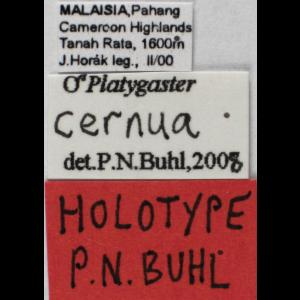 MALAISIA,Pahang
Cameroon Highlands
Tanah Rata, 1600m
J.Horák leg., II/00
♂ Platygaster
cernua
det.P.N.Buhl,2008
HOLOTYPE
P.N.BUHL